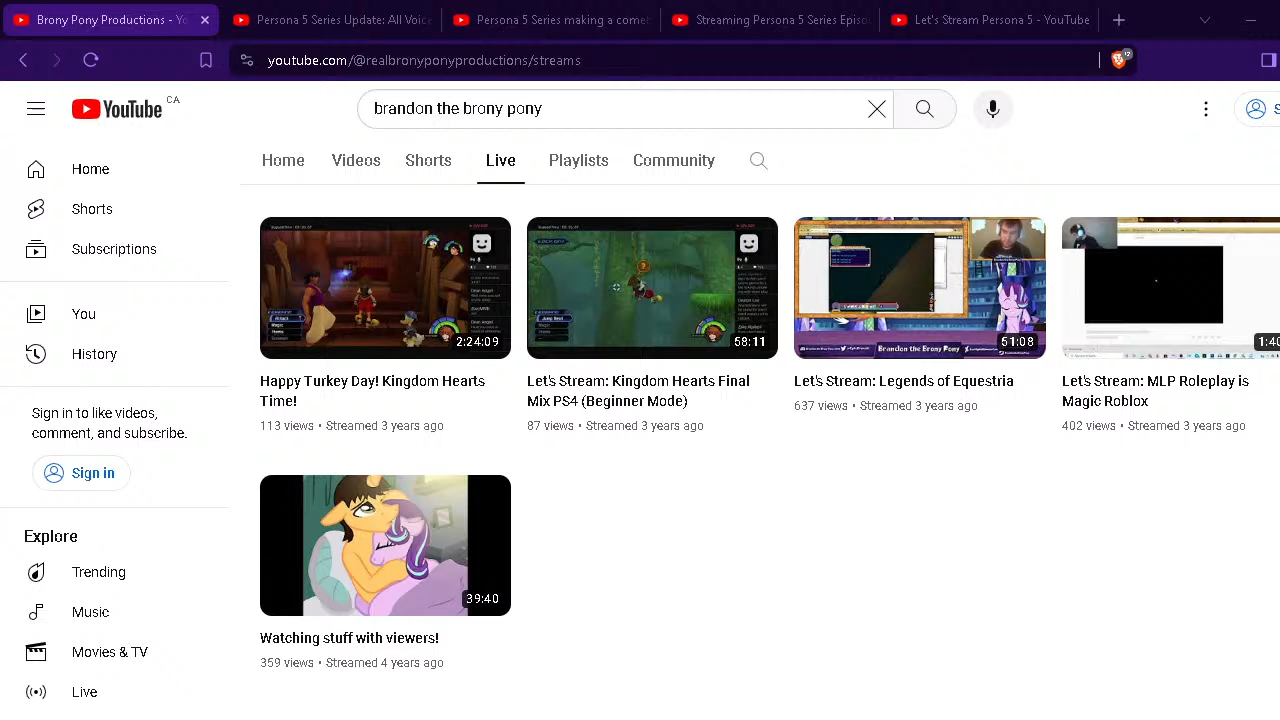 Brony Pony Productions - Yo
Persona 5 Series Update: All Voice
Persona 5 Series making a come
Streaming Persona 5 Series Episo
Let's Stream Persona 5 - YouTube
youtube.com/@realbronyponyproductions/streams
YouTube CA
brandon the brony pony
Home
Videos
Shorts
Live
Playlists
Community
Home
Shorts
Subscriptions
You
History
Sign in to like videos,
comment, and subscribe.
Sign in
Explore
Trending
Music
Movies & TV
Live
2:24:09
Happy Turkey Day! Kingdom Hearts
Time!
113 views • Streamed 3 years ago
58:11
Let's Stream: Kingdom Hearts Final
Mix PS4 (Beginner Mode)
87 views • Streamed 3 years ago
Brandon the Brony Pony
51:08
Let's Stream: Legends of Equestria
637 views • Streamed 3 years ago
1:40
Let's Stream: MLP Roleplay is
Magic Roblox
402 views • Streamed 3 years ago
39:40
Watching stuff with viewers!
359 views • Streamed 4 years ago